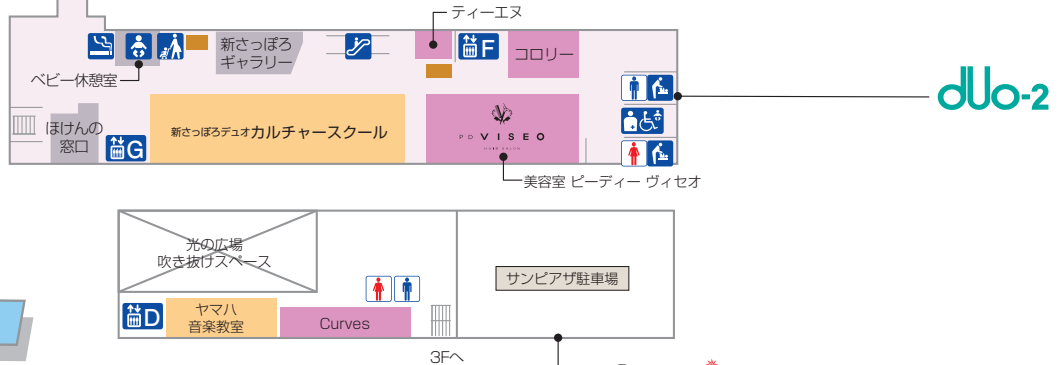 ティーエヌ
新さっぽろ
ギャラリー
F
コロリー
ベビー休憩室
duo-2
ほけんの
窓口
G
新さっぽろデュオカルチャースクール
PD VISEO
HAIR SALON
美容室 ピーディー ヴィセオ
光の広場
吹き抜けスペース
サンピアザ駐車場
D
ヤマハ
音楽教室
Curves
3Fへ